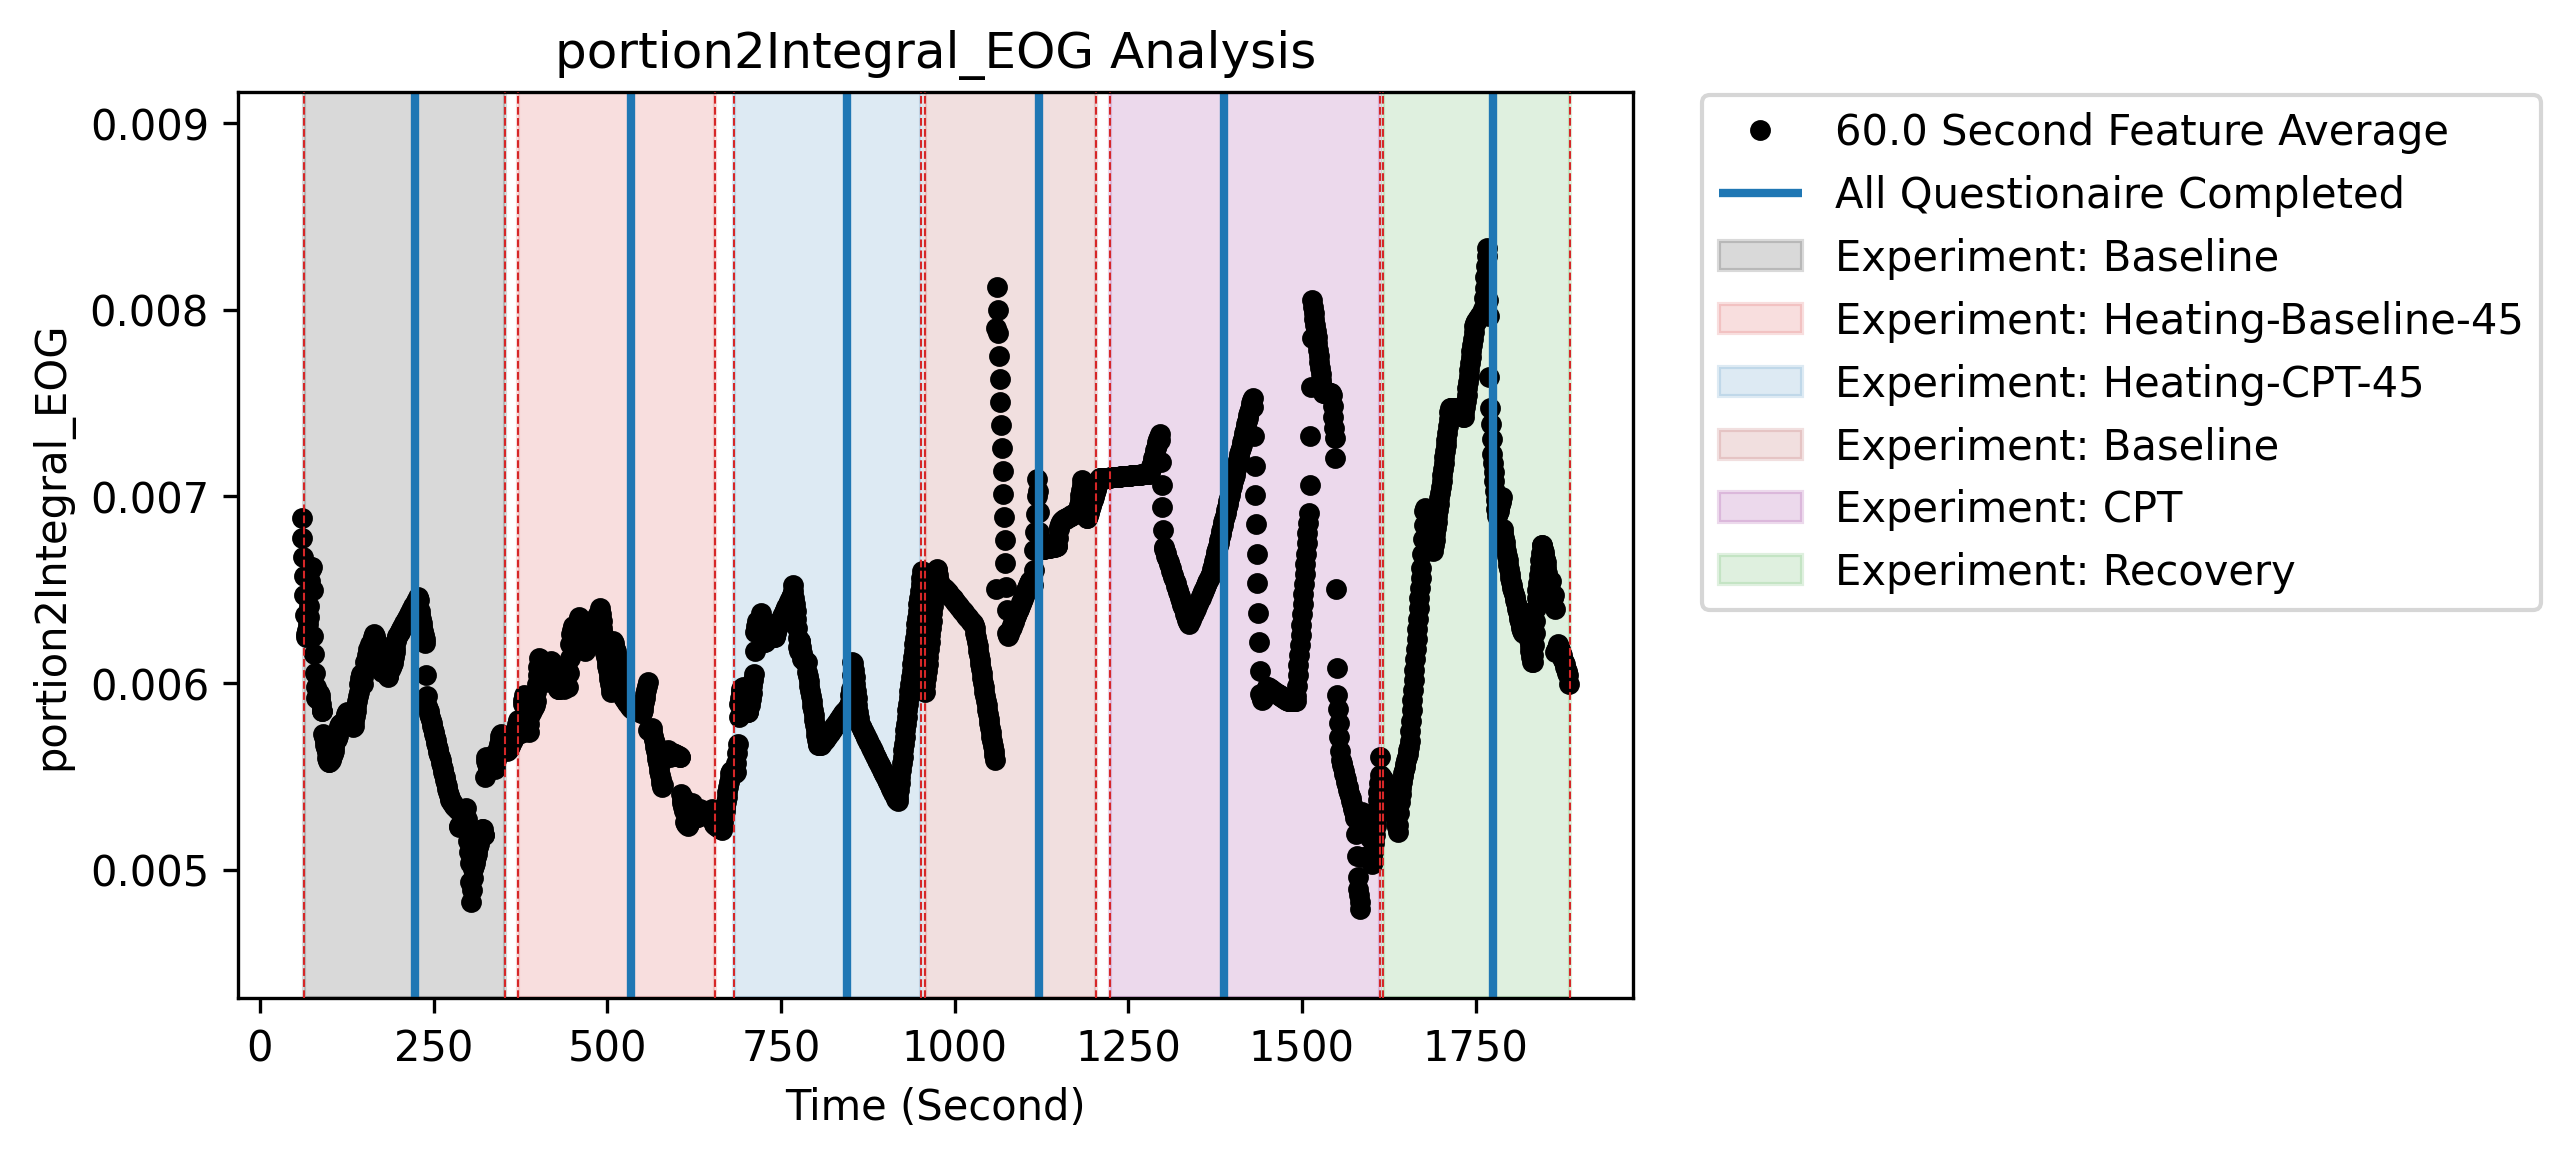 portion2Integral_EOG Analysis
portion2Integral_EOG
0.009
0.008
0.007
0.006
0.005
0
250
500
750
1000
1250
1500
1750
Time (Second)
60.0 Second Feature Average
All Questionaire Completed
Experiment: Baseline
Experiment: Heating-Baseline-45
Experiment: Heating-CPT-45
Experiment: Baseline
Experiment: CPT
Experiment: Recovery